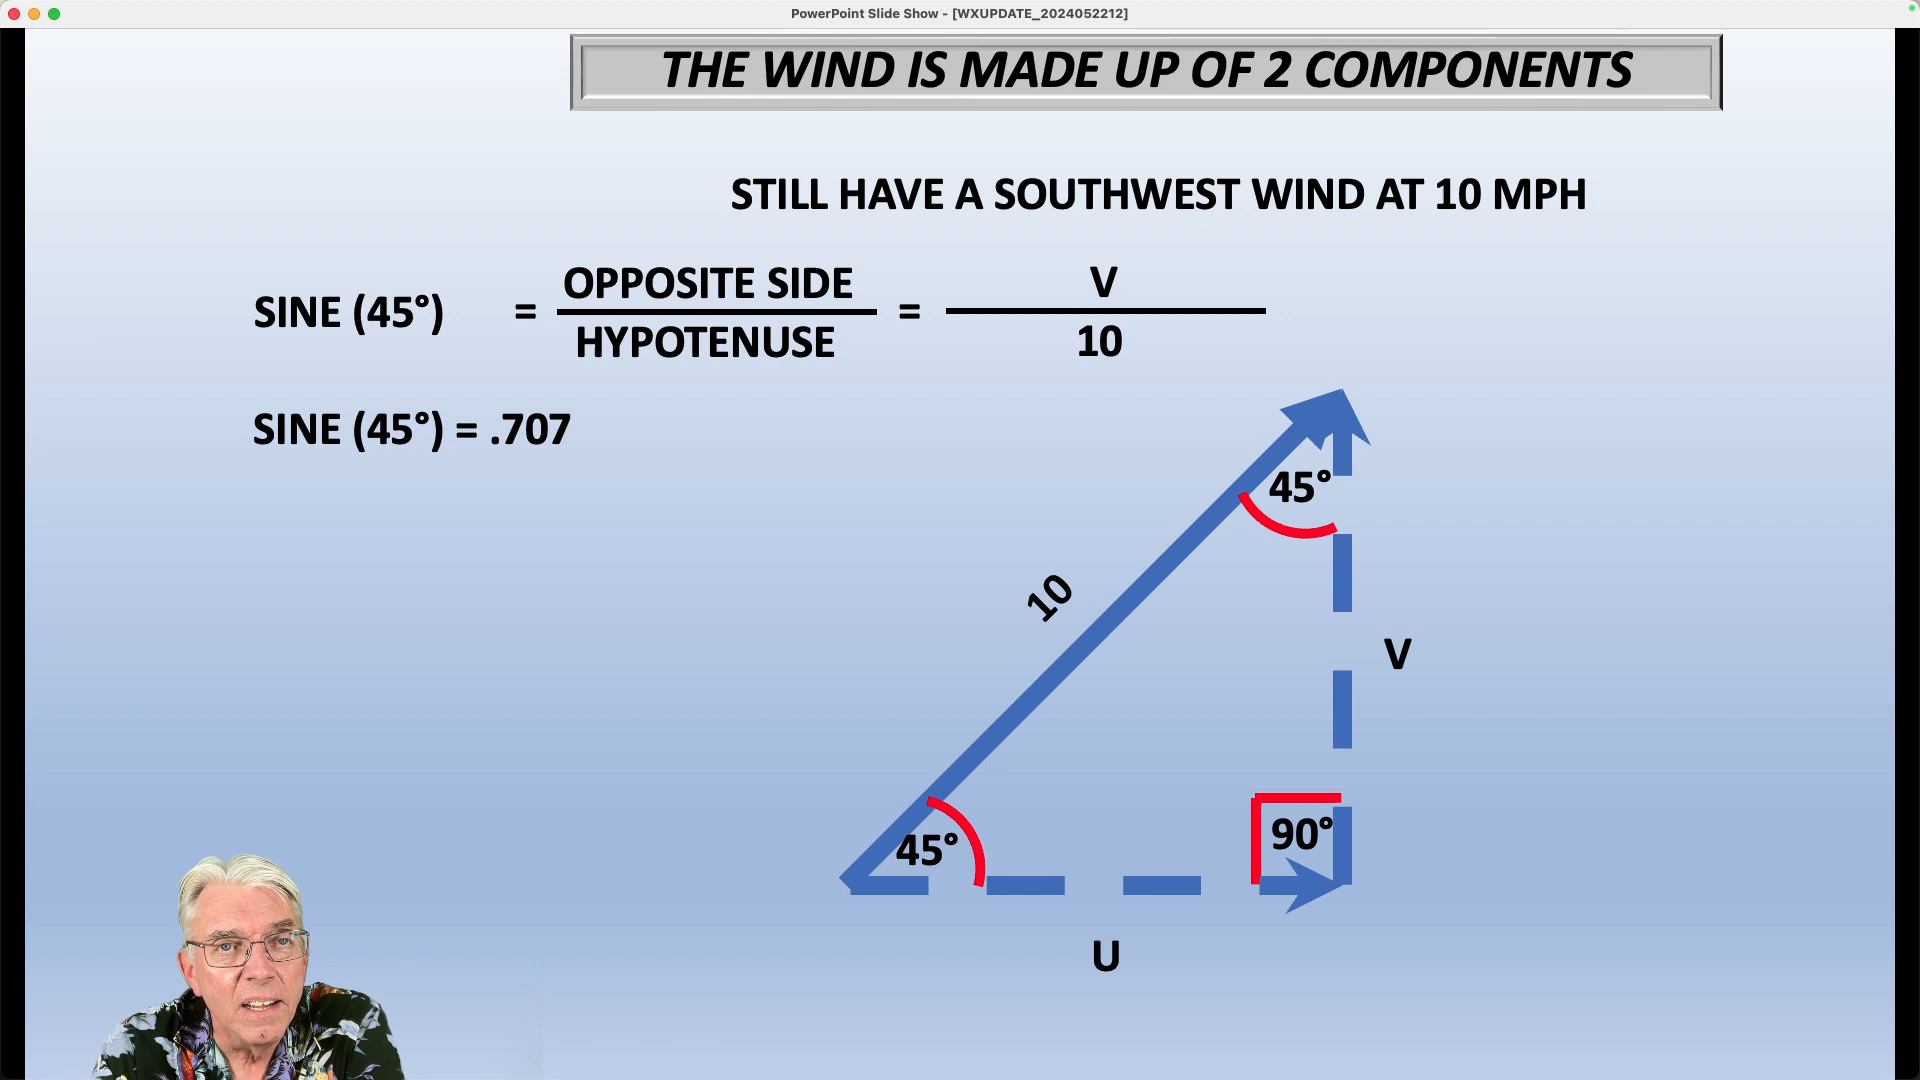 PowerPoint Slide Show - [WXUPDATE_2024052212]
THE WIND IS MADE UP OF 2 COMPONENTS
STILL HAVE A SOUTHWEST WIND AT 10 MPH
SINE (45°) = OPPOSITE SIDE = V
HYPOTENUSE 10
SINE (45°) = .707
45°
10
V
90°
45°
U